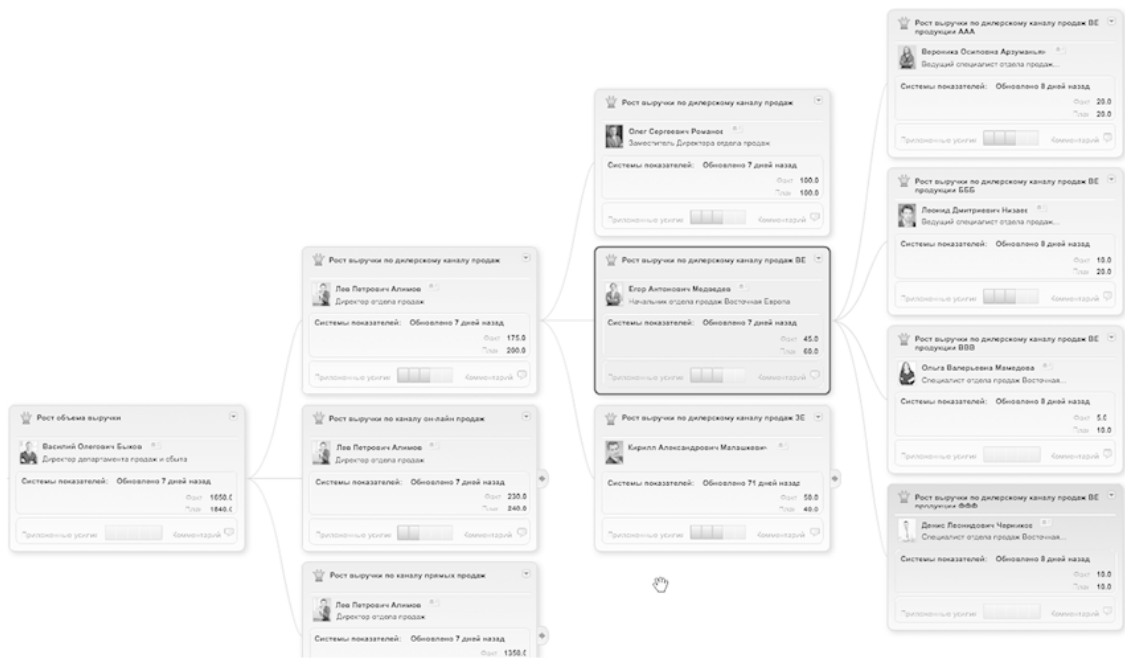 Рост объема выручки
Василий Олегович Быков
Директор департамента продаж и сбыта
Системы показателей: Обновлено 7 дней назад
Факт 1650.0
План 1640.0
Приложенные усилия Комментарий
Рост выручки по дилерскому каналу продаж
Лев Петрович Алимов
Директор отдела продаж
Системы показателей: Обновлено 7 дней назад
Факт 175.0
План 200.0
Приложенные усилия Комментарий
Рост выручки по каналу он-лайн продаж
Лев Петрович Алимов
Директор отдела продаж
Системы показателей: Обновлено 7 дней назад
Факт 230.0
План 240.0
Приложенные усилия Комментарий
Рост выручки по каналу прямых продаж
Лев Петрович Алимов
Директор отдела продаж
Системы показателей: Обновлено 7 дней назад
Факт 1350.0
Рост выручки по дилерскому каналу продаж
Олег Сергеевич Романов
Заместитель Директора отдела продаж
Системы показателей: Обновлено 7 дней назад
Факт 100.0
План 100.0
Приложенные усилия Комментарий
Рост выручки по дилерскому каналу продаж ВЕ
Егор Антонович Медведев
Начальник отдела продаж Восточная Европа
Системы показателей: Обновлено 7 дней назад
Факт 45.0
План 60.0
Приложенные усилия Комментарий
Рост выручки по дилерскому каналу продаж ЗЕ
Кирилл Александрович Малашкевич
Системы показателей: Обновлено 71 дней назад
Факт 50.0
План 40.0
Приложенные усилия Комментарий
Рост выручки по дилерскому каналу продаж ВЕ
продукции ААА
Вероника Осиповна Арзуманьян
Ведущий специалист отдела продаж...
Системы показателей: Обновлено 8 дней назад
Факт 20.0
План 20.0
Приложенные усилия Комментарий
Рост выручки по дилерскому каналу продаж ВЕ
продукции БББ
Леонид Дмитриевич Низаев
Ведущий специалист отдела продаж...
Системы показателей: Обновлено 8 дней назад
Факт 10.0
План 20.0
Приложенные усилия Комментарий
Рост выручки по дилерскому каналу продаж ВЕ
продукции ВВВ
Ольга Валерьевна Мамедова
Специалист отдела продаж Восточная...
Системы показателей: Обновлено 8 дней назад
Факт 5.0
План 10.0
Приложенные усилия Комментарий
Рост выручки по дилерскому каналу продаж ВЕ
продукции ФФФ
Денис Леонидович Черников
Специалист отдела продаж Восточная...
Системы показателей: Обновлено 8 дней назад
Факт 10.0
План 10.0
Приложенные усилия Комментарий